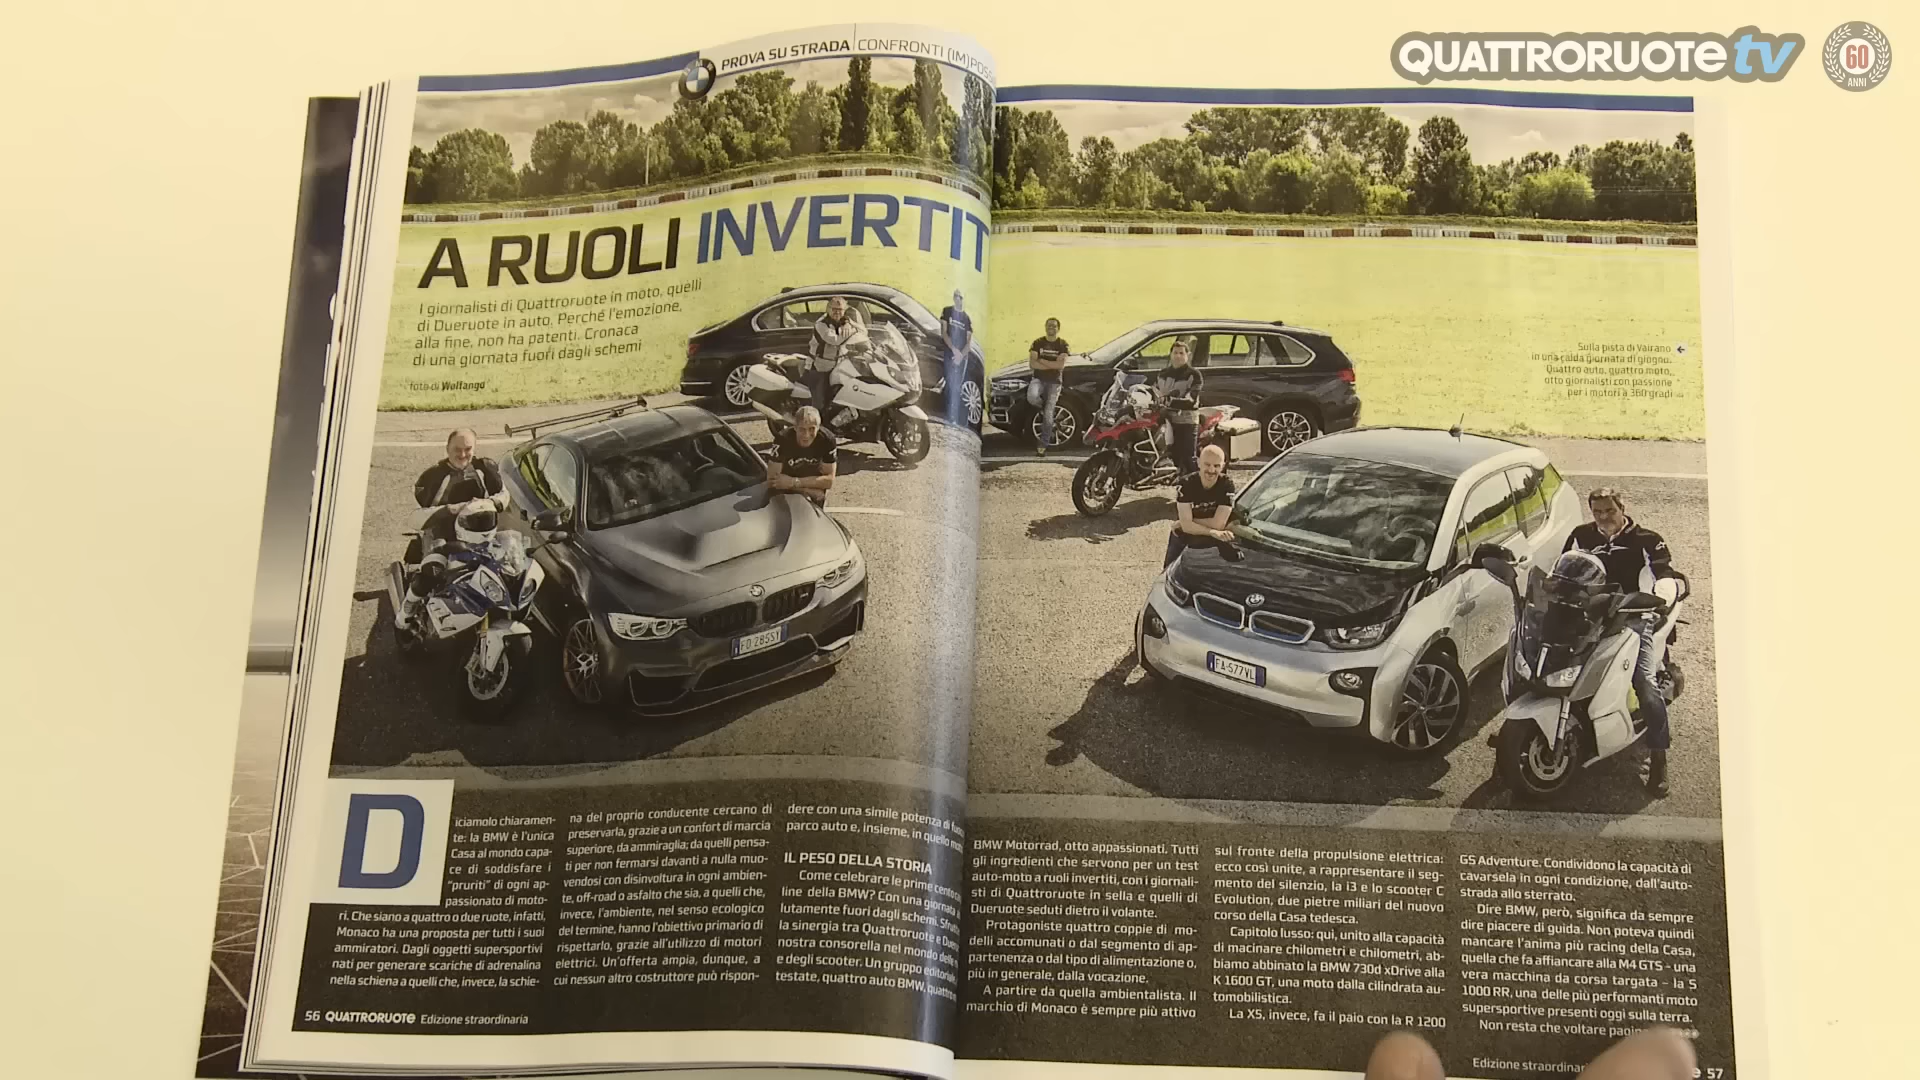 QUATTRORUOTE tv
60
ANNI
PROVA SU STRADA CONFRONTI
A RUOLI INVERTIT
I giornalisti di Quattroruote in moto, quelli
di Dueruote in auto. Perché l'emozione,
alla fine, non ha patenti. Cronaca
di una giornata fuori dagli schemi
foto di Wolfango
Sulla pista di Vairano
in una calda giornata di giugno.
Quattro auto, quattro moto,
otto giornalisti con passione
per i motori a 360 gradi
FD 285SY
FA 577VL
Diciamolo chiaramen-
te: la BMW è l'unica
Casa al mondo capa-
ce di soddisfare i
"pruriti" di ogni ap-
passionato di moto-
ri. Che siano a quattro o due ruote, infatti,
Monaco ha una proposta per tutti i suoi
ammiratori. Dagli oggetti supersportivi
nati per generare scariche di adrenalina
nella schiena a quelli che, invece, la schie-
na del proprio conducente cercano di
preservarla, grazie a un confort di marcia
superiore, da ammiraglia; da quelli pensa-
ti per non fermarsi davanti a nulla muo-
vendosi con disinvoltura in ogni ambien-
te, off-road o asfalto che sia, a quelli che,
invece, l'ambiente, nel senso ecologico
del termine, hanno l'obiettivo primario di
rispettarlo, grazie all'utilizzo di motori
elettrici. Un'offerta ampia, dunque, a
cui nessun altro costruttore può rispon-
dere con una simile potenza di
parco auto e, insieme, in quello
IL PESO DELLA STORIA
Come celebrare le prime
line della BMW? Con una giornata
lutamente fuori dagli schemi.
la sinergia tra Quattroruote e
nostra consorella nel mondo delle
e degli scooter. Un gruppo
testate, quattro auto BMW, quattro
BMW Motorrad, otto appassionati. Tutti
gli ingredienti che servono per un test
auto-moto a ruoli invertiti, con i giornali-
sti di Quattroruote in sella e quelli di
Dueruote seduti dietro il volante.
Protagoniste quattro coppie di mo-
delli accomunati o dal segmento di ap-
partenenza o dal tipo di alimentazione o,
più in generale, dalla vocazione.
A partire da quella ambientalista. Il
marchio di Monaco è sempre più attivo
sul fronte della propulsione elettrica:
ecco così unite, a rappresentare il seg-
mento del silenzio, la i3 e lo scooter C
Evolution, due pietre miliari del nuovo
corso della Casa tedesca.
Capitolo lusso: qui, unito alla capacità
di macinare chilometri e chilometri, ab-
biamo abbinato la BMW 730d xDrive alla
K 1600 GT, una moto dalla cilindrata au-
tomobilistica.
La X5, invece, fa il paio con la R 1200
GS Adventure. Condividono la capacità di
cavarsela in ogni condizione, dall'auto-
strada allo sterrato.
Dire BMW, però, significa da sempre
dire piacere di guida. Non poteva quindi
mancare l'anima più racing della Casa,
quella che fa affiancare alla M4 GTS - una
vera macchina da corsa targata - la S
1000 RR, una delle più performanti moto
supersportive presenti oggi sulla terra.
Non resta che voltare
56 QUATTRORUOTE Edizione straordinaria
Edizione 57